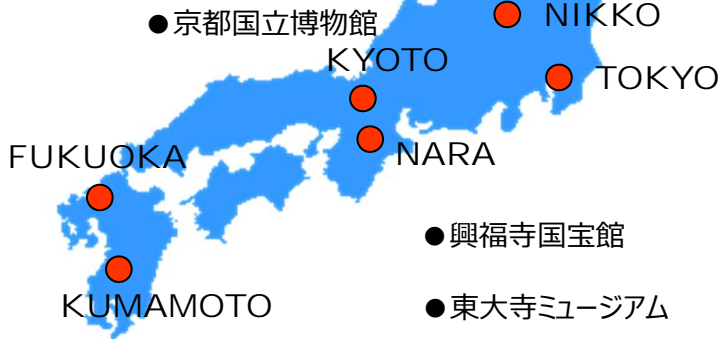 ●京都国立博物館
NIKKO
KYOTO
TOKYO
NARA
FUKUOKA
●興福寺国宝館
KUMAMOTO
●東大寺ミュージアム